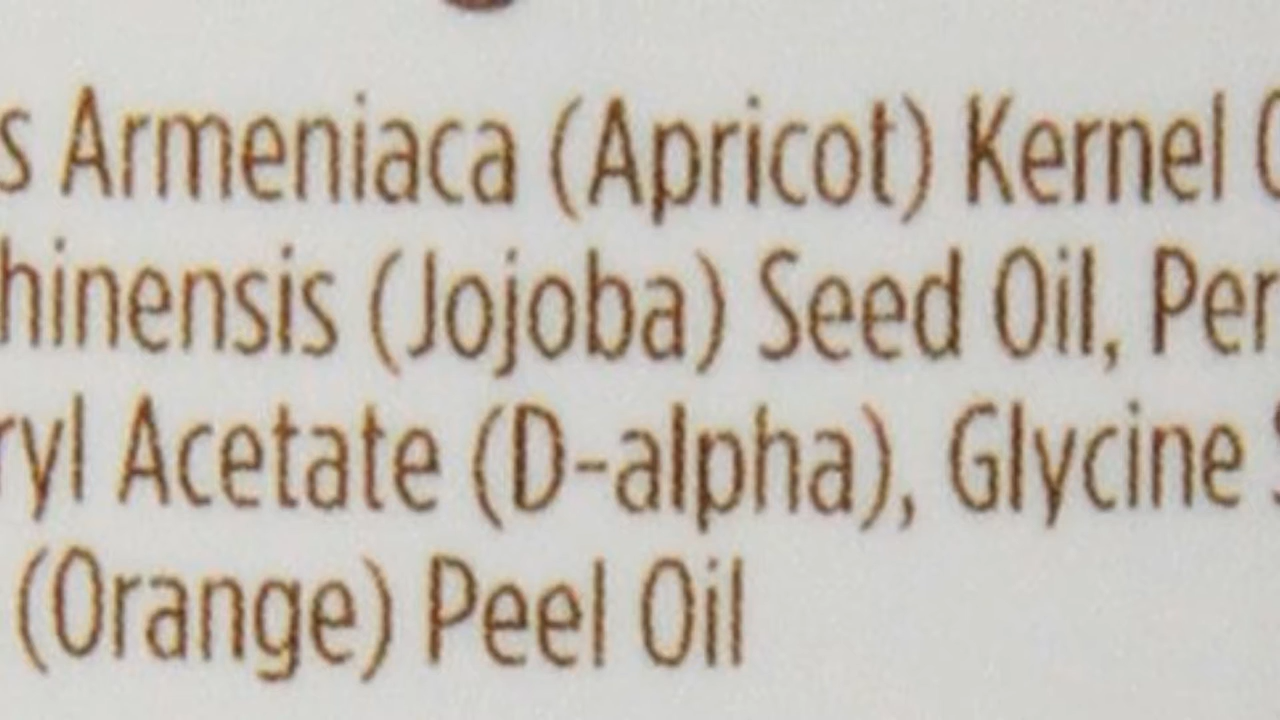 s Armeniaca (Apricot) Kernel
hinensis (Jojoba) Seed Oil, Per
ryl Acetate (D-alpha), Glycine
(Orange) Peel Oil